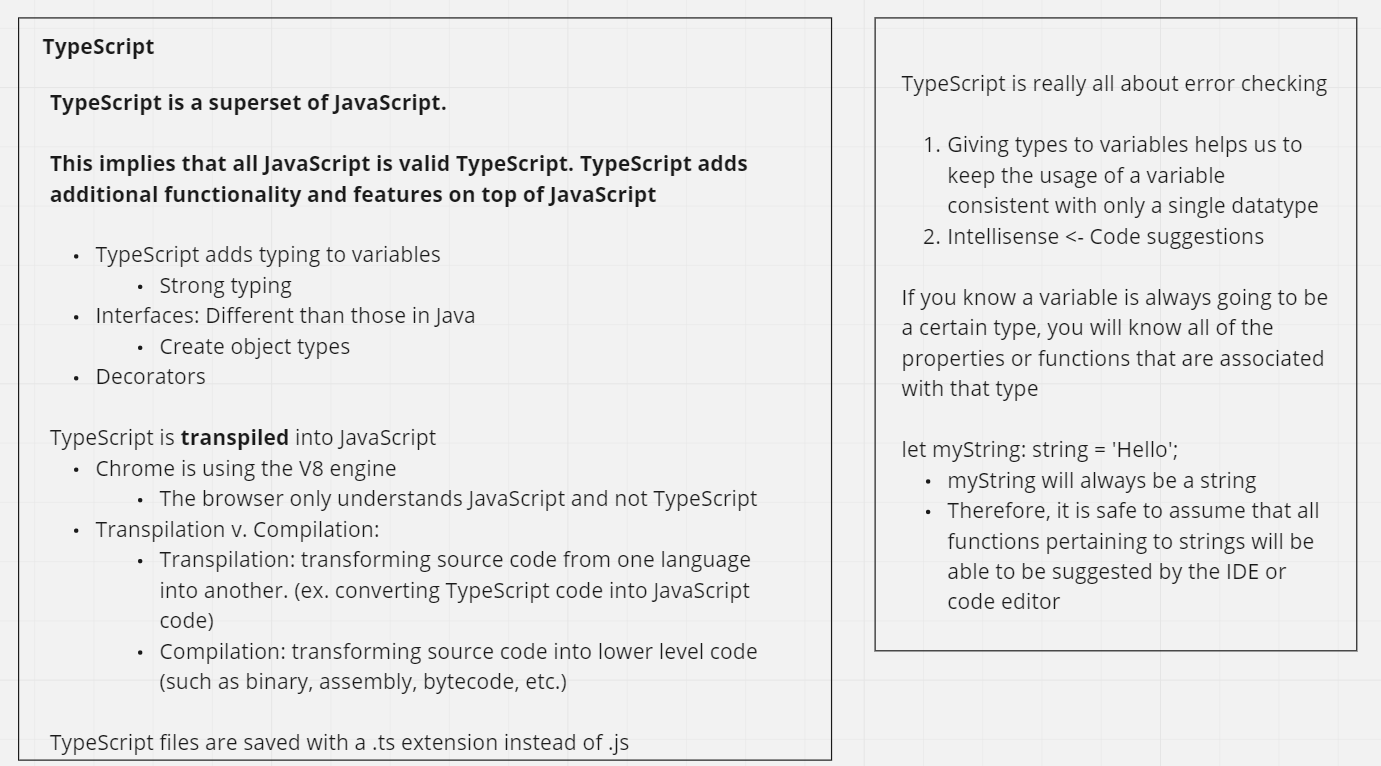 TypeScript
TypeScript is a superset of JavaScript.
This implies that all JavaScript is valid TypeScript. TypeScript adds
additional functionality and features on top of JavaScript
• TypeScript adds typing to variables
• Strong typing
• Interfaces: Different than those in Java
• Create object types
• Decorators
TypeScript is transpiled into JavaScript
• Chrome is using the V8 engine
• The browser only understands JavaScript and not TypeScript
• Transpilation v. Compilation:
• Transpilation: transforming source code from one language
into another. (ex. converting TypeScript code into JavaScript
code)
• Compilation: transforming source code into lower level code
(such as binary, assembly, bytecode, etc.)
TypeScript files are saved with a .ts extension instead of .js
TypeScript is really all about error checking
1. Giving types to variables helps us to
keep the usage of a variable
consistent with only a single datatype
2. Intellisense <- Code suggestions
If you know a variable is always going to be
a certain type, you will know all of the
properties or functions that are associated
with that type
let myString: string = 'Hello';
• myString will always be a string
• Therefore, it is safe to assume that all
functions pertaining to strings will be
able to be suggested by the IDE or
code editor